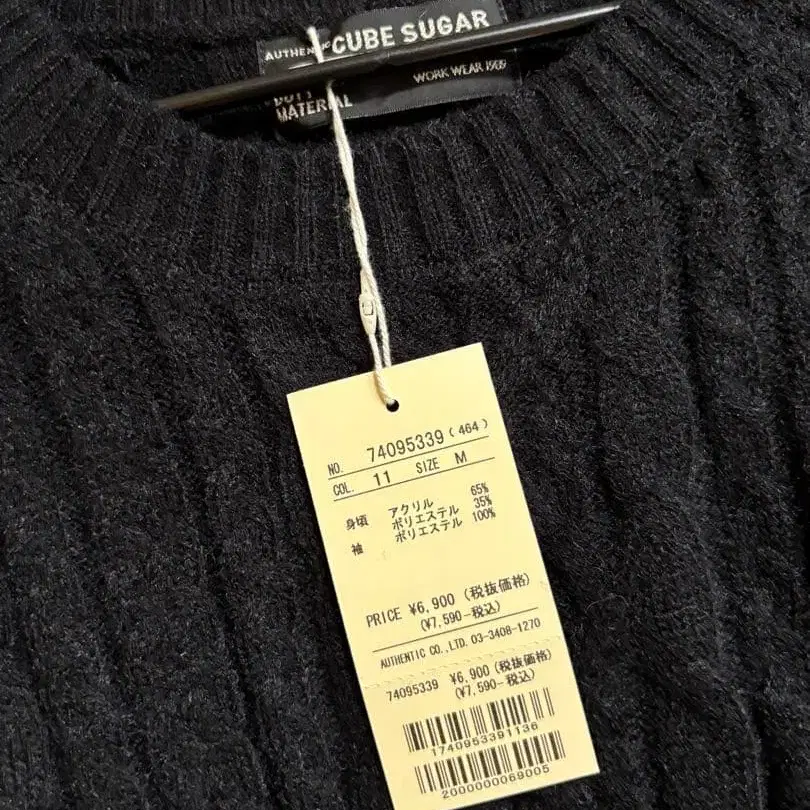 AUTHENTIC CUBE SUGAR
WORK WEAR 1989
MATERIAL
NO. 74095339 (464)
COL. 11 SIZE M
身頃 アクリル 65%
ポリエステル 35%
袖 ポリエステル 100%
PRICE ¥6,900 (税抜価格)
(¥7,590-税込)
AUTHENTIC CO.,LTD. 03-3408-1270
74095339 ¥6,900 (税抜価格)
(¥7,590-税込)
1740953391136
2000000069005